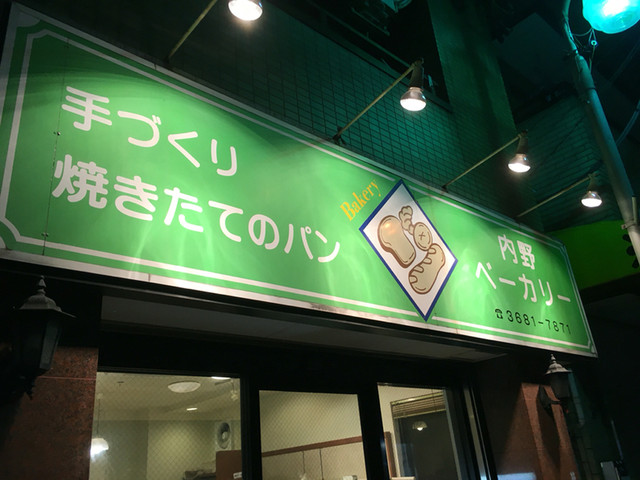 手づくり
焼きたてのパン
Bakery
内野
ベーカリー
☎3681-7871